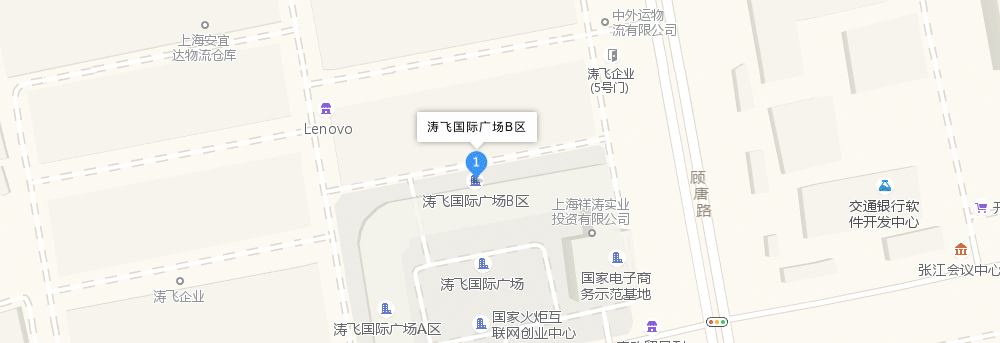 中外运物
流有限公司
上海安宜
达物流仓库
涛飞企业
(5号门)
Lenovo
涛飞国际广场B区
1
涛飞国际广场B区
顾
唐
路
上海祥涛实业
投资有限公司
交通银行软
件开发中心
开
张江会议中心
国家电子商
务示范基地
涛飞国际广场
涛飞企业
涛飞国际广场A区
国家火炬互
联网创业中心